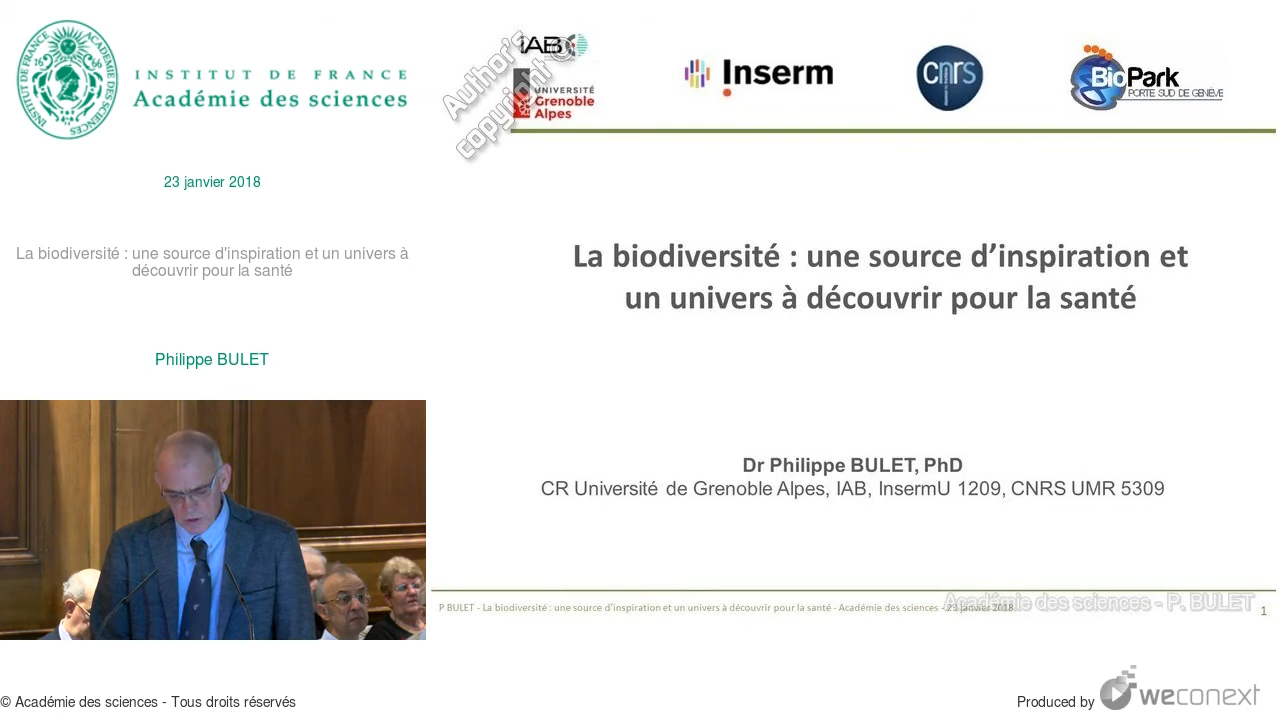 INSTITUT DE FRANCE
Académie des sciences
23 janvier 2018
La biodiversité : une source d'inspiration et un univers à
découvrir pour la santé
Philippe BULET
Author's
copyright ©
IAB
UNIVERSITÉ
Grenoble
Alpes
Inserm
cnrs
BioPark
PORTE SUD DE GENÈVE
La biodiversité : une source d’inspiration et
un univers à découvrir pour la santé
Dr Philippe BULET, PhD
CR Université de Grenoble Alpes, IAB, InsermU 1209, CNRS UMR 5309
P BULET - La biodiversité : une source d’inspiration et un univers à découvrir pour la santé - Académie des sciences - 23 janvier 2018
Académie des sciences - P. BULET
1
© Académie des sciences - Tous droits réservés
Produced by weconext